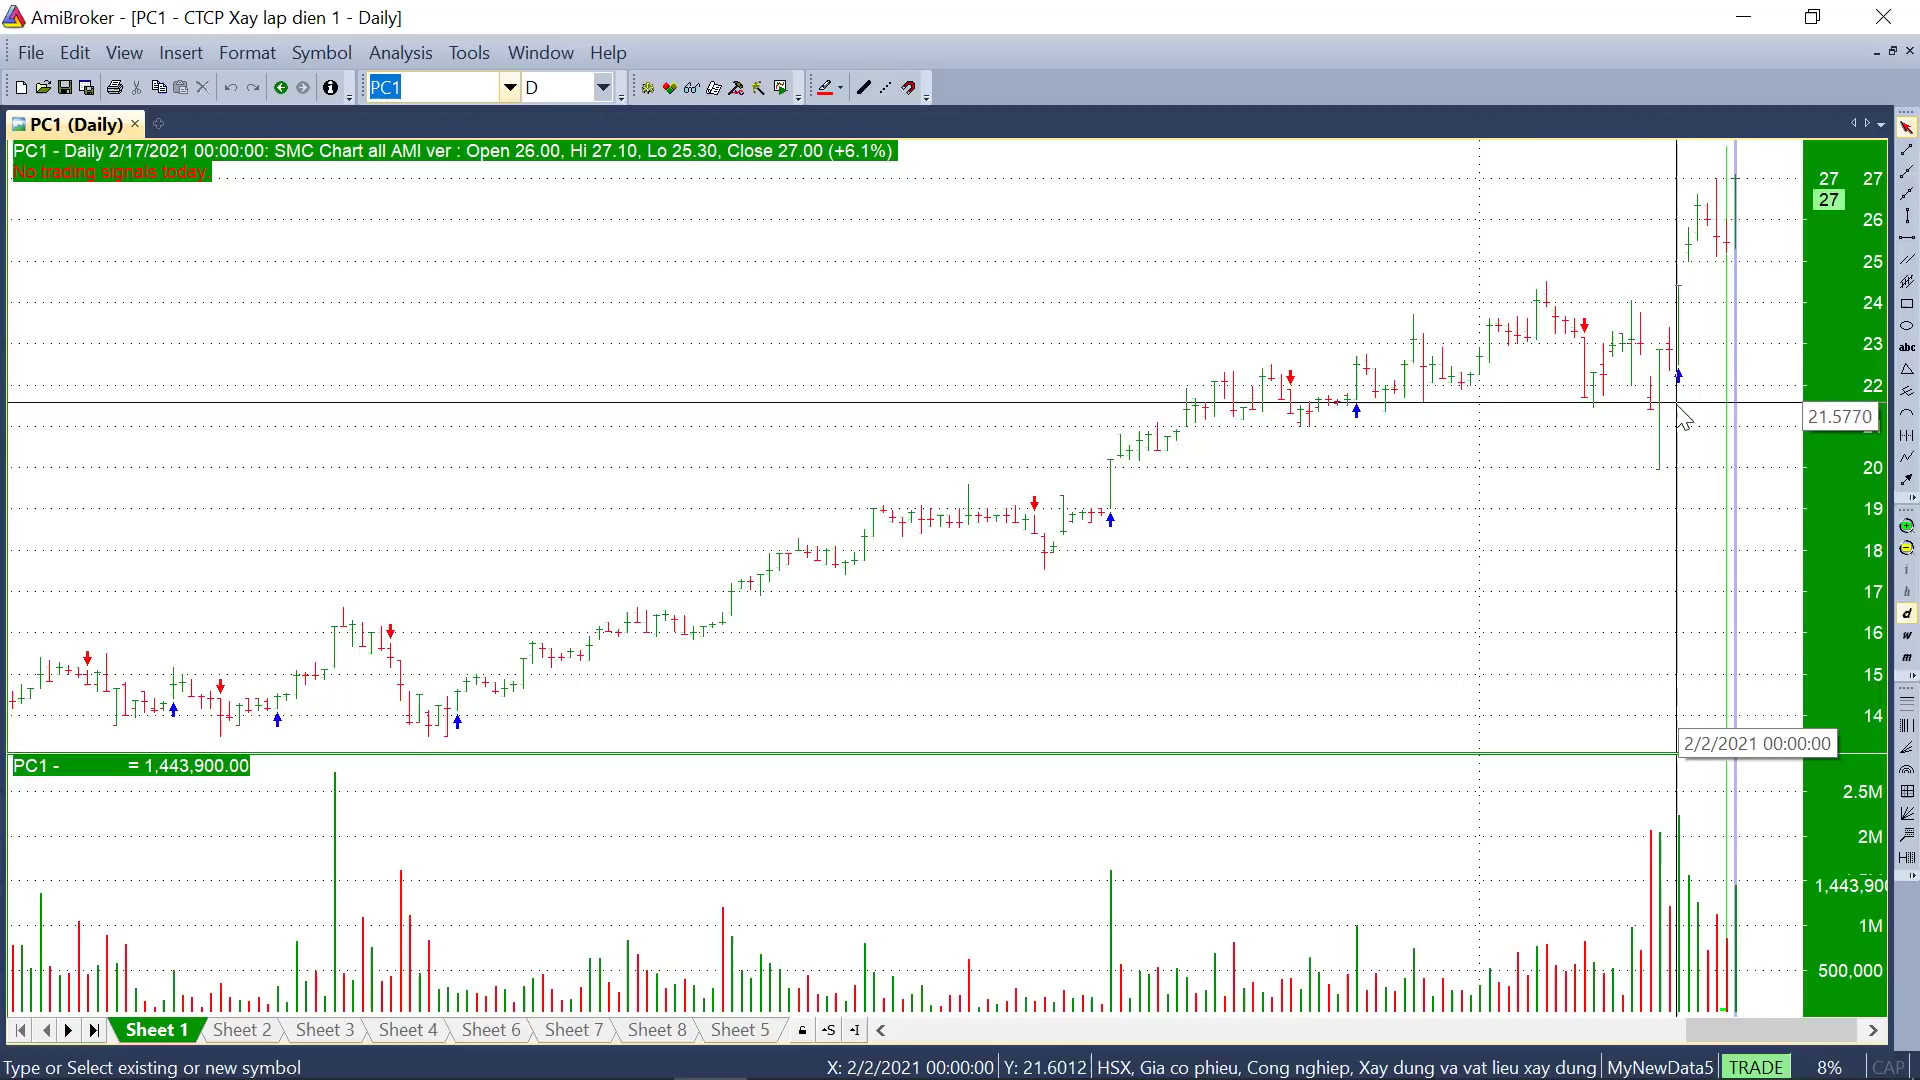 AmiBroker - [PC1 - CTCP Xay lap dien 1 - Daily]
File Edit View Insert Format Symbol Analysis Tools Window Help
PC1 D
PC1 (Daily)
PC1 - Daily 2/17/2021 00:00:00: SMC Chart all AMI ver : Open 26.00, Hi 27.10, Lo 25.30, Close 27.00 (+6.1%)
No trading signals today
27 27
27
26
25
24
23
22
21.5770
20
19
18
17
16
15
14
2/2/2021 00:00:00
PC1 - = 1,443,900.00
2.5M
2M
1,443,900
1M
500,000
abc
i
h
d
w
m
Sheet 1 Sheet 2 Sheet 3 Sheet 4 Sheet 6 Sheet 7 Sheet 8 Sheet 5 S I
Type or Select existing or new symbol X: 2/2/2021 00:00:00 Y: 21.6012 HSX, Gia co phieu, Cong nghiep, Xay dung va vat lieu xay dung MyNewData5 TRADE 8% CAP